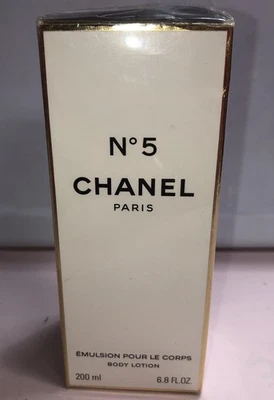 N°5
CHANEL
PARIS
ÉMULSION POUR LE CORPS
BODY LOTION
200 ml 6.8 FL.OZ.